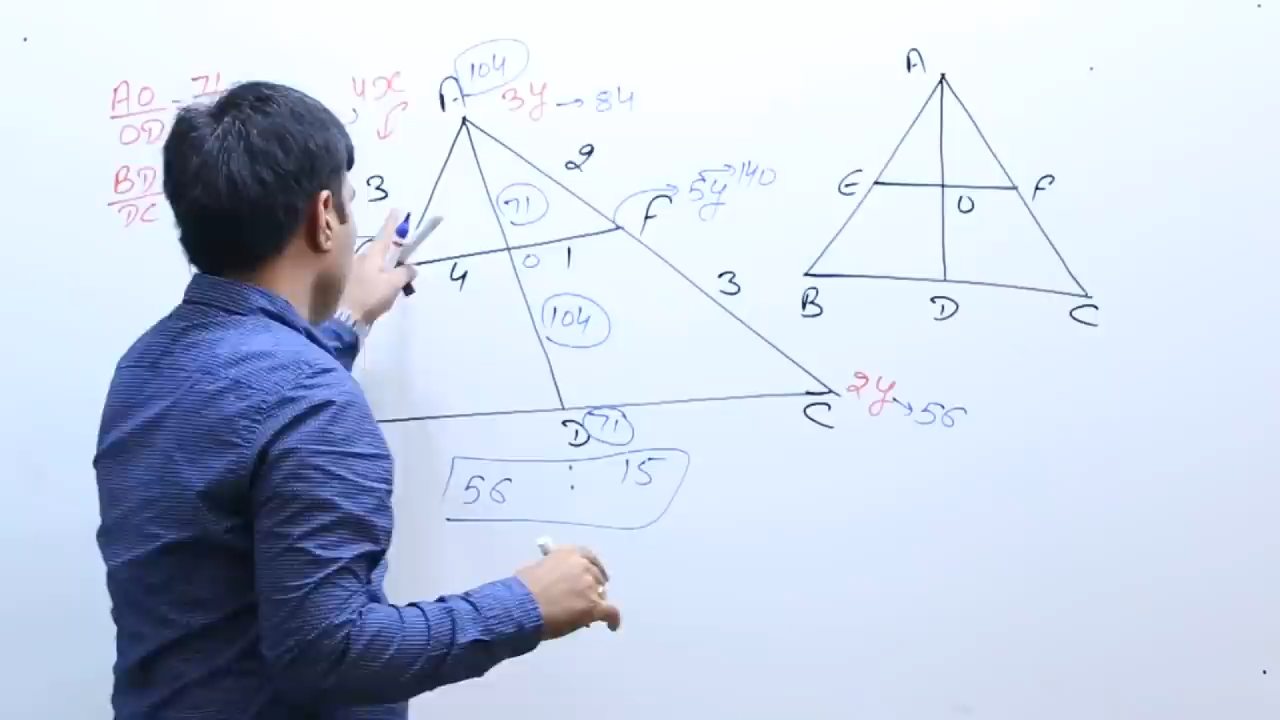 AO/OD = 71
BD/DC
4x
104
A
3y → 84
3
2
71
F
5y → 140
4
O
1
3
104
2y → 56
C
D
71
56 : 15
A
E
F
O
B
D
C